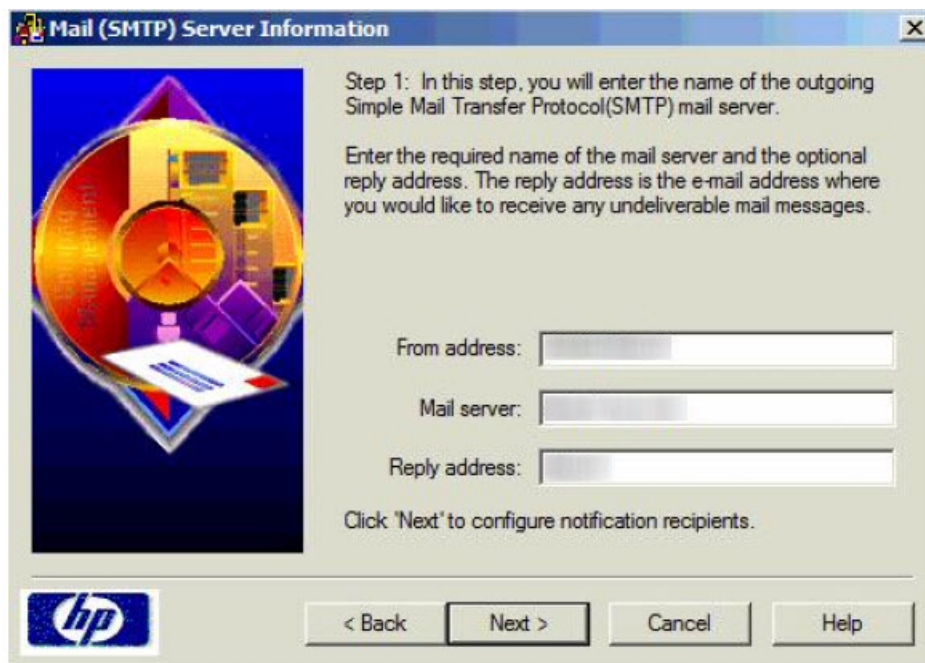 Mail (SMTP) Server Information
Step 1: In this step, you will enter the name of the outgoing
Simple Mail Transfer Protocol(SMTP) mail server.
Enter the required name of the mail server and the optional
reply address. The reply address is the e-mail address where
you would like to receive any undeliverable mail messages.
Management
From address:
Mail server:
Reply address:
Click 'Next' to configure notification recipients.
hp
< Back
Next >
Cancel
Help